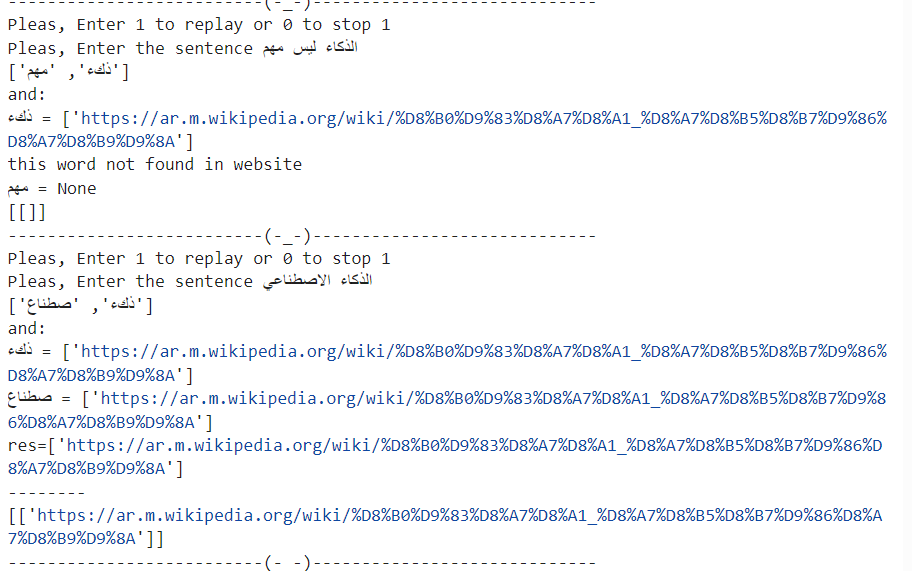 --------------------------(-_-)-----------------------------
Pleas, Enter 1 to replay or 0 to stop 1
Pleas, Enter the sentence الذكاء ليس مهم
['ذكء', 'مهم']
and:
ذكء = ['https://ar.m.wikipedia.org/wiki/%D8%B0%D9%83%D8%A7%D8%A1_%D8%A7%D8%B5%D8%B7%D9%86%
D8%A7%D8%B9%D9%8A']
this word not found in website
مهم = None
[[]]
--------------------------(-_-)-----------------------------
Pleas, Enter 1 to replay or 0 to stop 1
Pleas, Enter the sentence الذكاء الاصطناعي
['ذكء', 'صطناع']
and:
ذكء = ['https://ar.m.wikipedia.org/wiki/%D8%B0%D9%83%D8%A7%D8%A1_%D8%A7%D8%B5%D8%B7%D9%86%
D8%A7%D8%B9%D9%8A']
صطناع = ['https://ar.m.wikipedia.org/wiki/%D8%B0%D9%83%D8%A7%D8%A1_%D8%A7%D8%B5%D8%B7%D9%8
6%D8%A7%D8%B9%D9%8A']
res=['https://ar.m.wikipedia.org/wiki/%D8%B0%D9%83%D8%A7%D8%A1_%D8%A7%D8%B5%D8%B7%D9%86%D
8%A7%D8%B9%D9%8A']
--------
[['https://ar.m.wikipedia.org/wiki/%D8%B0%D9%83%D8%A7%D8%A1_%D8%A7%D8%B5%D8%B7%D9%86%D8%A
7%D8%B9%D9%8A']]
--------------------------(-_-)-----------------------------